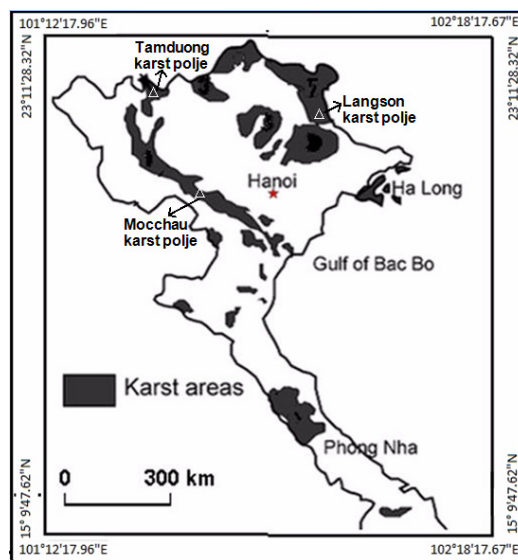 101°12'17.96"E
102°18'17.67"E
23°11'28.32"N
23°11'28.32"N
Tamduong
karst polje
Langson
karst polje
Hanoi
Ha Long
Mocchau
karst polje
Gulf of Bac Bo
Karst areas
Phong Nha
0
300 km
15° 9'47.62"N
15° 9'47.62"N
101°12'17.96"E
102°18'17.67"E